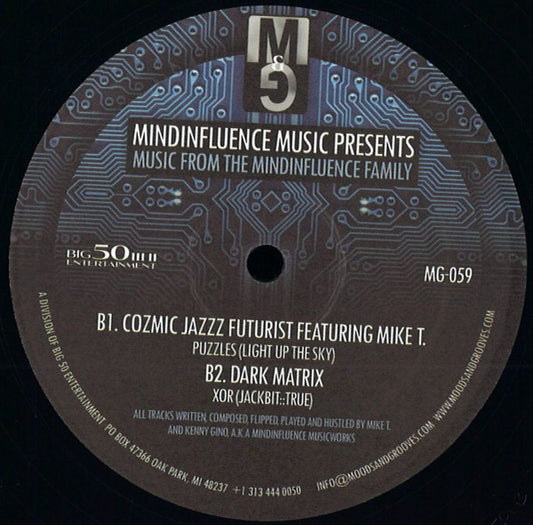 M
&
G
MINDINFLUENCE MUSIC PRESENTS
MUSIC FROM THE MINDINFLUENCE FAMILY
BIG 50
ENTERTAINMENT
MG-059
B1. COZMIC JAZZZ FUTURIST FEATURING MIKE T.
PUZZLES (LIGHT UP THE SKY)
B2. DARK MATRIX
XOR (JACKBIT::TRUE)
ALL TRACKS WRITTEN, COMPOSED, FLIPPED, PLAYED AND HUSTLED BY MIKE T.
AND KENNY GINO, A.K.A MINDINFLUENCE MUSICWORKS
A DIVISION OF BIG 50 ENTERTAINMENT PO BOX 47366 OAK PARK, MI 48237 +1 313 444 0050 INFO@MOODSANDGROOVES.COM WWW.MOODSANDGROOVES.COM